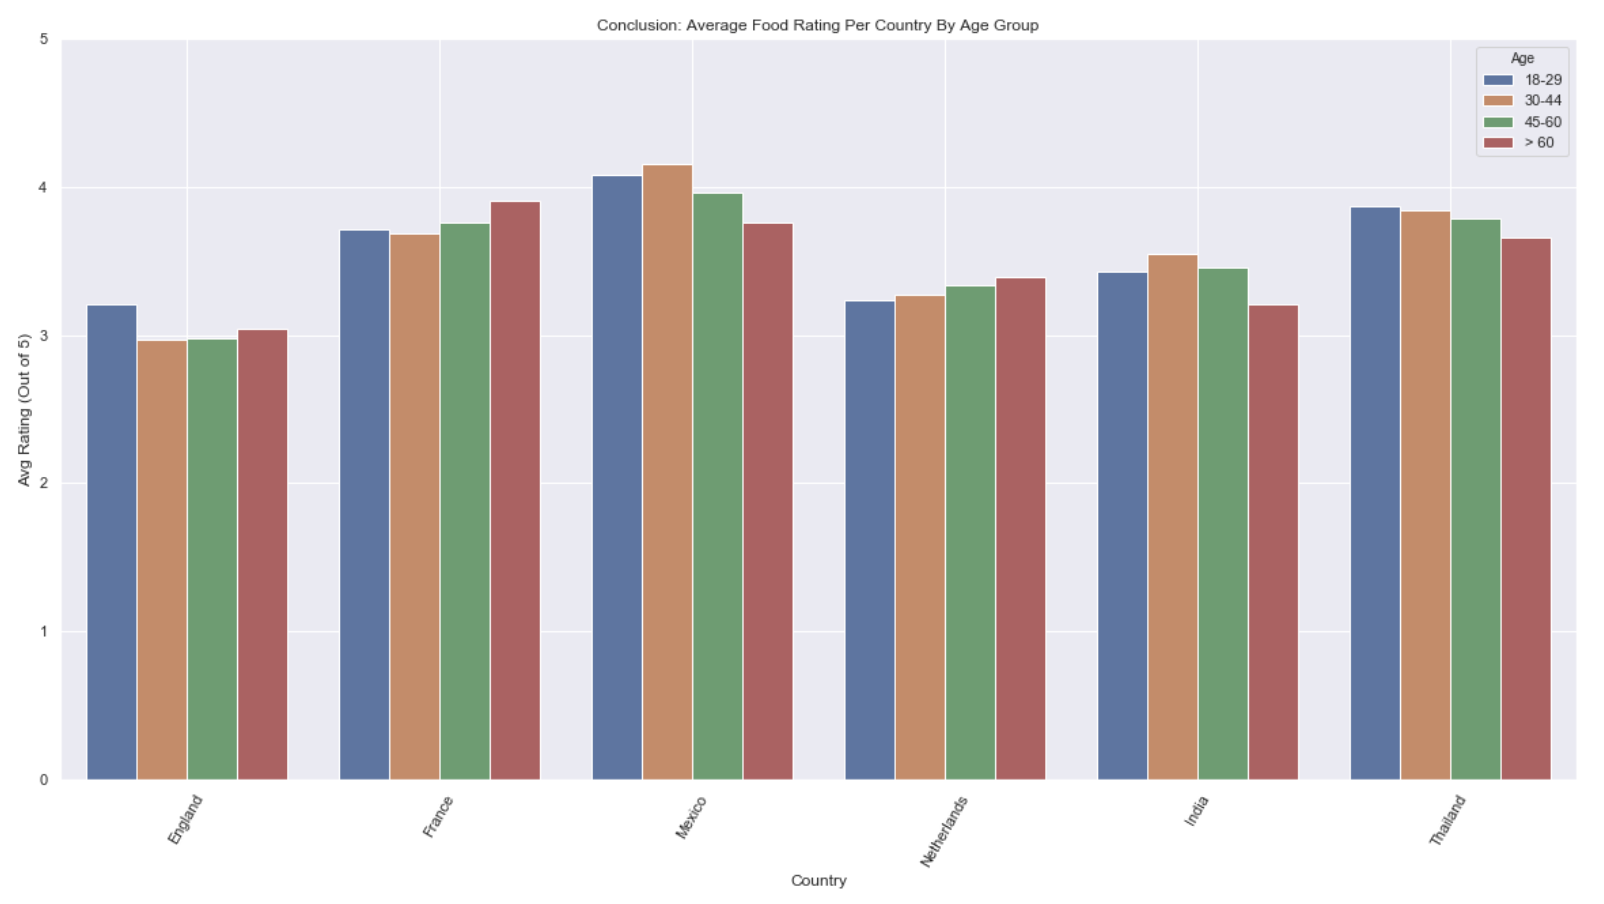 Conclusion: Average Food Rating Per Country By Age Group
Age
18-29
30-44
45-60
> 60
Avg Rating (Out of 5)
5
4
3
2
1
0
England
France
Mexico
Netherlands
India
Thailand
Country